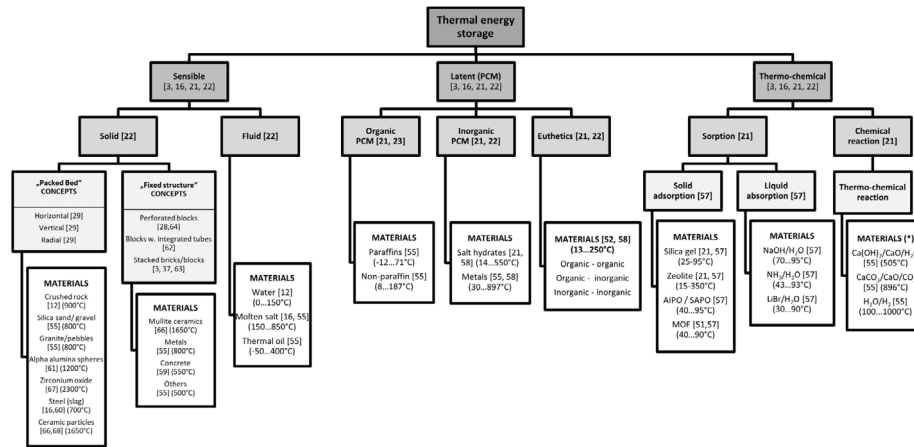 Thermal energy
storage
Sensible
[3, 16, 21, 22]
Latent (PCM)
[3, 16, 21, 22]
Thermo-chemical
[3, 16, 21, 22]
Solid [22]
Fluid [22]
Organic
PCM [21, 23]
Inorganic
PCM [21, 22]
Euthetics [21, 22]
Sorption [21]
Chemical
reaction [21]
„Packed Bed“
CONCEPTS
Horizontal [29]
Vertical [29]
Radial [29]
„Fixed structure“
CONCEPTS
Perforated blocks
[28,64]
Blocks w. Integrated tubes
[62]
Stacked bricks/blocks
[3, 37, 63]
Solid
adsorption [57]
Liquid
absorption [57]
Thermo-chemical
reaction
MATERIALS
Crushed rock
[12] (900°C)
Silica sand/ gravel
[55] (800°C)
Granite/pebbles
[55] (800°C)
Alpha alumina spheres
[61] (1200°C)
Zirconium oxide
[67] (2300°C)
Steel (slag)
[16,60] (700°C)
Ceramic particles
[66,68] (1650°C)
MATERIALS
Mullite ceramics
[66] (1650°C)
Metals
[55] (800°C)
Concrete
[59] (550°C)
Others
[55] (500°C)
MATERIALS
Water [12]
(0...150°C)
Molten salt [16, 55]
(150...850°C)
Thermal oil [55]
(-50...400°C)
MATERIALS
Paraffins [55]
(-12...71°C)
Non-paraffin [55]
(8...187°C)
MATERIALS
Salt hydrates [21,
58] (14...550°C)
Metals [55, 58]
(30...897°C)
MATERIALS [52, 58]
(13...250°C)
Organic - organic
Organic - inorganic
Inorganic - inorganic
MATERIALS
Silica gel [21, 57]
(25-95°C)
Zeolite [21, 57]
(15-350°C)
AIPO / SAPO [57]
(40...95°C)
MOF [51,57]
(40...90°C)
MATERIALS
NaOH/H₂O [57]
(70...95°C)
NH₃/H₂O [57]
(43...93°C)
LiBr/H₂O [57]
(30...90°C)
MATERIALS (*)
Ca(OH)₂/CaO/H₂
[55] (505°C)
CaCO₃/CaO/CO
[55] (896°C)
H₂O/H₂ [55]
(100...1000°C)